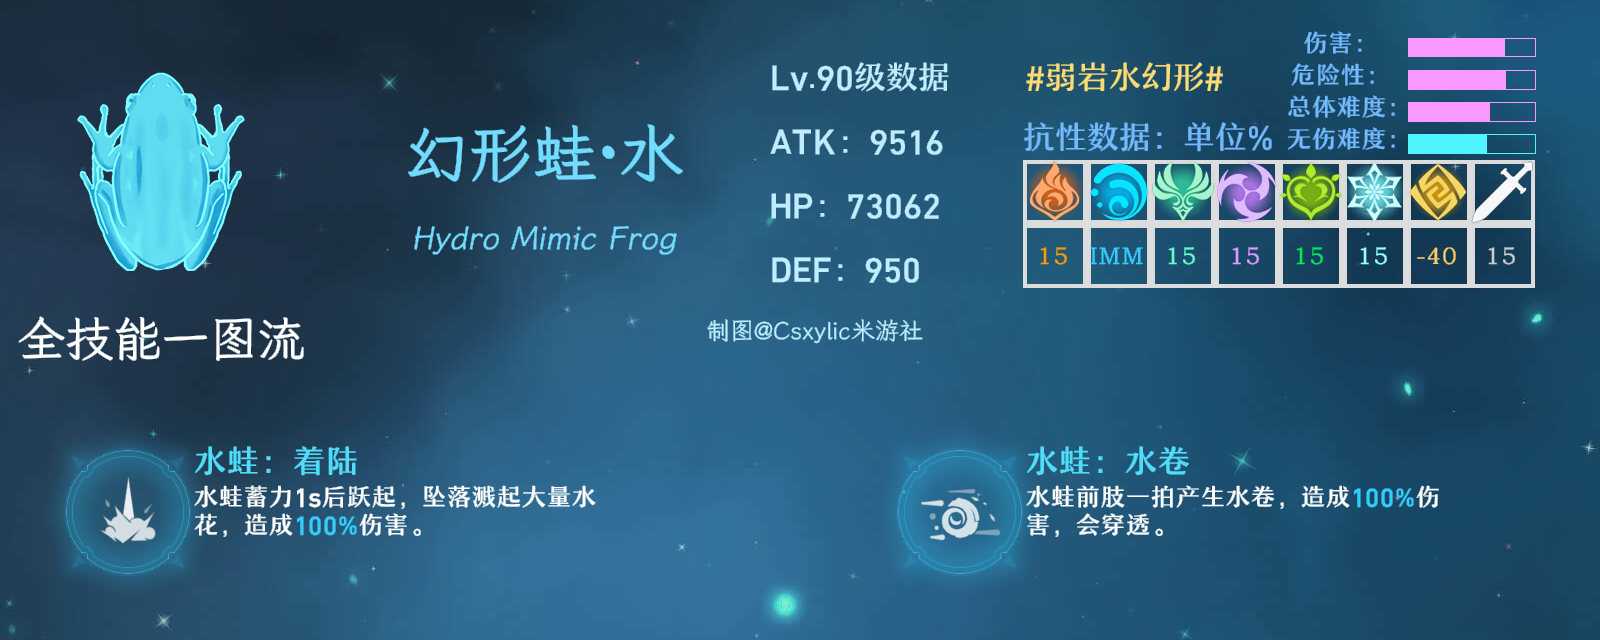 幻形蛙·水
Hydro Mimic Frog
全技能一图流
Lv.90级数据
ATK：9516
HP：73062
DEF：950
制图@Csxylic米游社
#弱岩水幻形#
伤害：
危险性：
总体难度：
无伤难度：
抗性数据：单位%
15 IMM 15 15 15 15 -40 15
水蛙：着陆
水蛙蓄力1s后跃起，坠落溅起大量水
花，造成100%伤害。
水蛙：水卷
水蛙前肢一拍产生水卷，造成100%伤
害，会穿透。